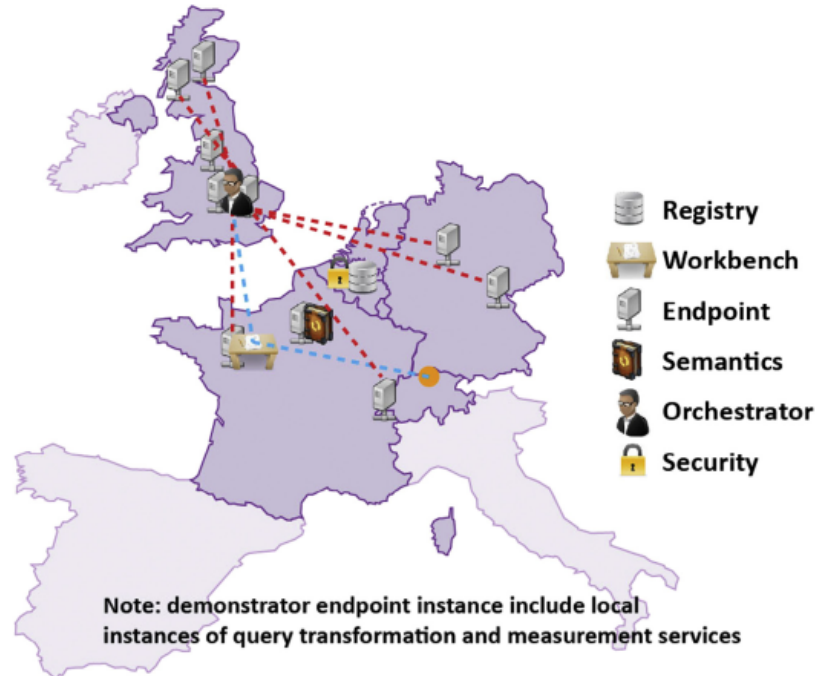 Registry
Workbench
Endpoint
Semantics
Orchestrator
Security
Note: demonstrator endpoint instance include local
instances of query transformation and measurement services